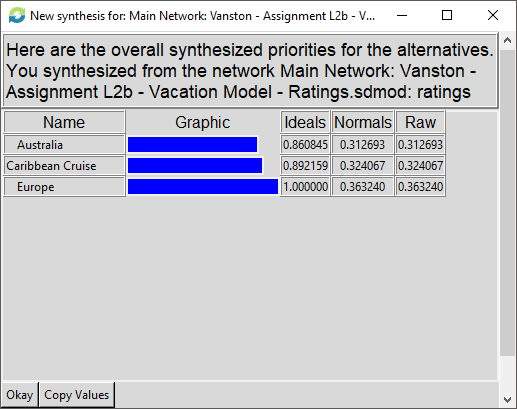 New synthesis for: Main Network: Vanston - Assignment L2b - V...
Here are the overall synthesized priorities for the alternatives.
You synthesized from the network Main Network: Vanston -
Assignment L2b - Vacation Model - Ratings.sdmod: ratings
Name Graphic Ideals Normals Raw
Australia 0.860845 0.312693 0.312693
Caribbean Cruise 0.892159 0.324067 0.324067
Europe 1.000000 0.363240 0.363240
Okay Copy Values